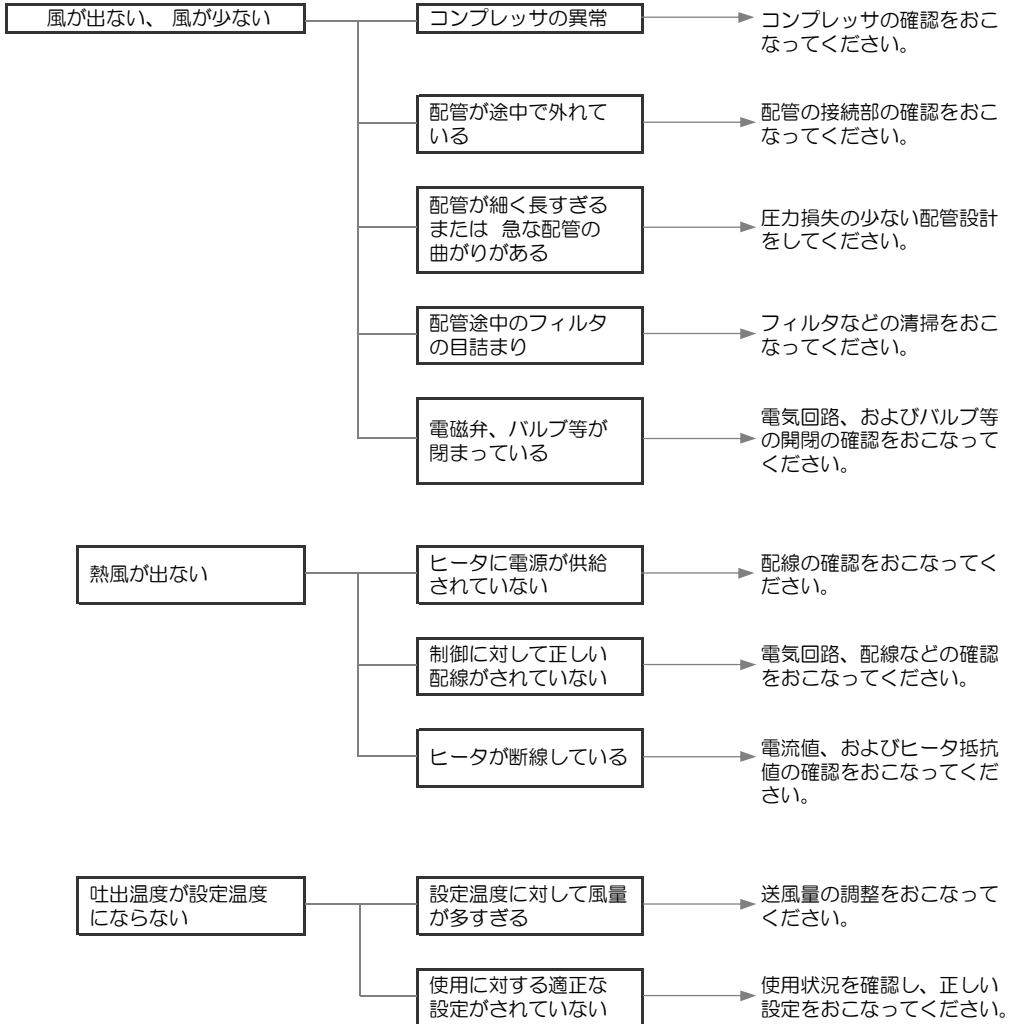 風が出ない、 風が少ない
コンプレッサの異常
コンプレッサの確認をおこ
なってください。
配管が途中で外れて
いる
配管の接続部の確認をおこ
なってください。
配管が細く長すぎる
または 急な配管の
曲がりがある
圧力損失の少ない配管設計
をしてください。
配管途中のフィルタ
の目詰まり
フィルタなどの清掃をおこ
なってください。
電磁弁、バルブ等が
閉まっている
電気回路、およびバルブ等
の開閉の確認をおこなって
ください。
熱風が出ない
ヒータに電源が供給
されていない
配線の確認をおこなってく
ださい。
制御に対して正しい
配線がされていない
電気回路、配線などの確認
をおこなってください。
ヒータが断線している
電流値、およびヒータ抵抗
値の確認をおこなってくだ
さい。
吐出温度が設定温度
にならない
設定温度に対して風量
が多すぎる
送風量の調整をおこなって
ください。
使用に対する適正な
設定がされていない
使用状況を確認し、正しい
設定をおこなってください。